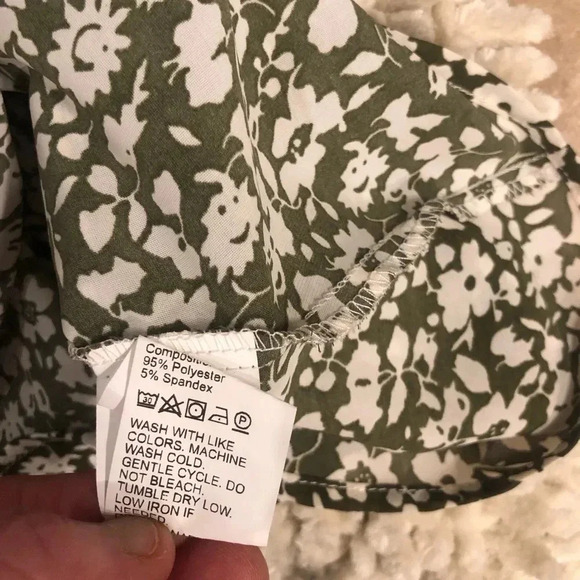 95% Polyester
5% Spandex
30 P
WASH WITH LIKE
COLORS. MACHINE
WASH COLD.
GENTLE CYCLE. DO
NOT BLEACH.
TUMBLE DRY LOW.
LOW IRON IF